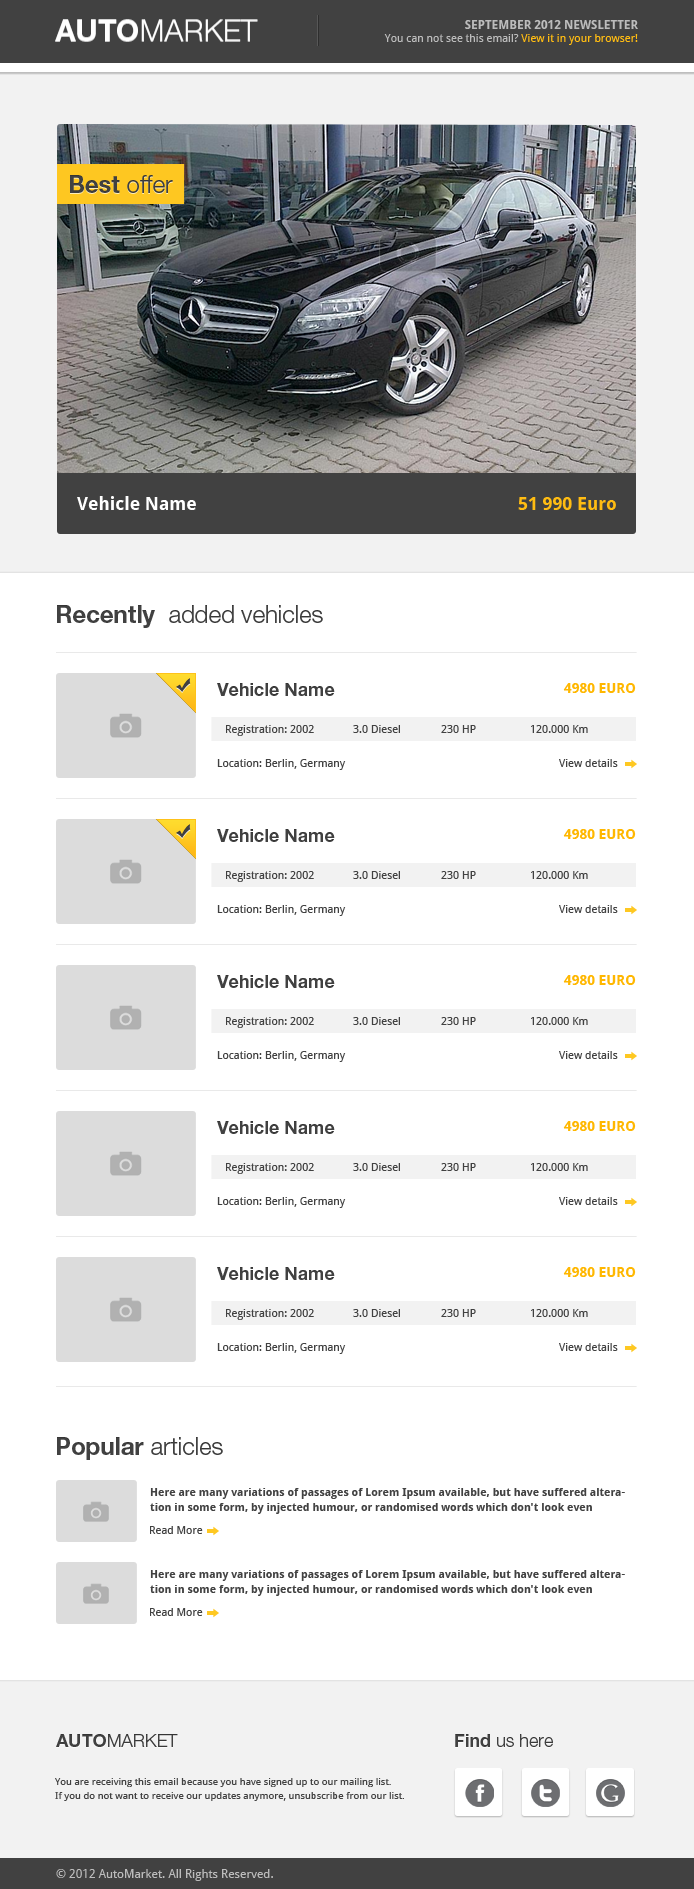 AUTOMARKET
SEPTEMBER 2012 NEWSLETTER
You can not see this email? View it in your browser!
Best offer
Vehicle Name 51 990 Euro
Recently added vehicles
Vehicle Name 4980 EURO
Registration: 2002 3.0 Diesel 230 HP 120.000 Km
Location: Berlin, Germany View details
Vehicle Name 4980 EURO
Registration: 2002 3.0 Diesel 230 HP 120.000 Km
Location: Berlin, Germany View details
Vehicle Name 4980 EURO
Registration: 2002 3.0 Diesel 230 HP 120.000 Km
Location: Berlin, Germany View details
Vehicle Name 4980 EURO
Registration: 2002 3.0 Diesel 230 HP 120.000 Km
Location: Berlin, Germany View details
Vehicle Name 4980 EURO
Registration: 2002 3.0 Diesel 230 HP 120.000 Km
Location: Berlin, Germany View details
Popular articles
Here are many variations of passages of Lorem Ipsum available, but have suffered altera-
tion in some form, by injected humour, or randomised words which don't look even
Read More
Here are many variations of passages of Lorem Ipsum available, but have suffered altera-
tion in some form, by injected humour, or randomised words which don't look even
Read More
AUTOMARKET
You are receiving this email because you have signed up to our mailing list.
If you do not want to receive our updates anymore, unsubscribe from our list.
Find us here
f t G
© 2012 AutoMarket. All Rights Reserved.